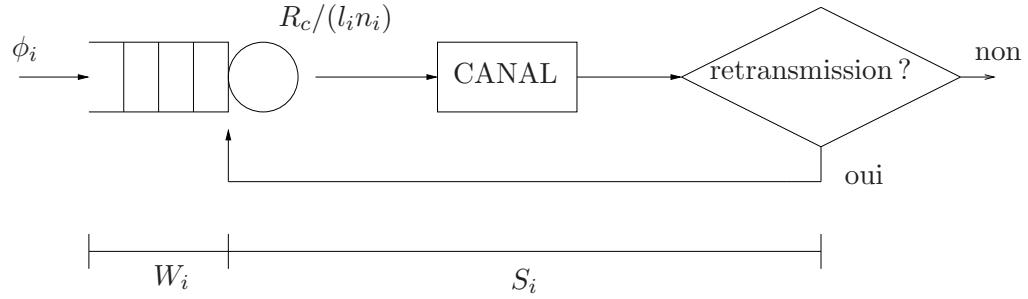 R_c/(l_i n_i)
ϕ_i
CANAL
retransmission ?
non
oui
W_i
S_i